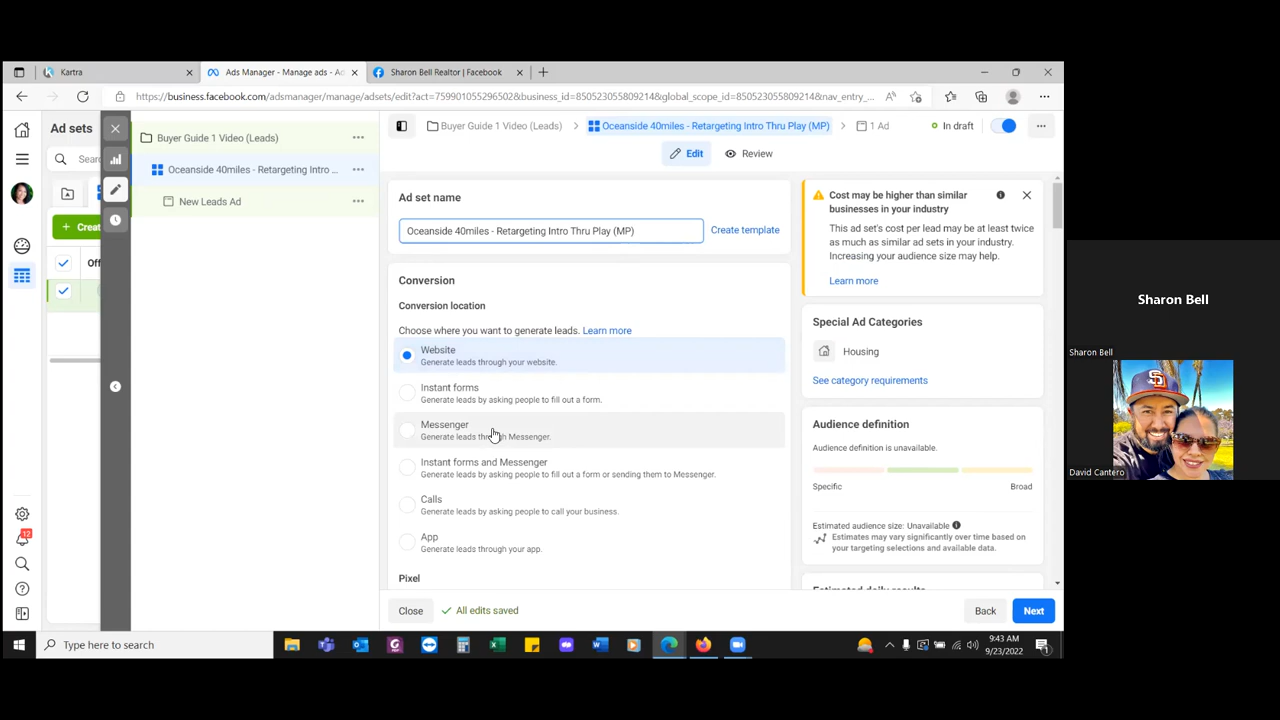 Kartra
Ads Manager - Manage ads - Ad
Sharon Bell Realtor | Facebook
https://business.facebook.com/adsmanager/manage/adsets/edit?act=759901055296502&business_id=850523055809214&global_scope_id=850523055809214&nav_entry_...
Ad sets
Buyer Guide 1 Video (Leads)
Oceanside 40miles - Retargeting Intro ...
New Leads Ad
Buyer Guide 1 Video (Leads)
Oceanside 40miles - Retargeting Intro Thru Play (MP)
1 Ad
In draft
Edit
Review
Ad set name
Oceanside 40miles - Retargeting Intro Thru Play (MP)
Create template
Conversion
Conversion location
Choose where you want to generate leads. Learn more
Website
Generate leads through your website.
Instant forms
Generate leads by asking people to fill out a form.
Messenger
Generate leads through Messenger.
Instant forms and Messenger
Generate leads by asking people to fill out a form or sending them to Messenger.
Calls
Generate leads by asking people to call your business.
App
Generate leads through your app.
Pixel
Close
All edits saved
Back
Next
Cost may be higher than similar
businesses in your industry
This ad set's cost per lead may be at least twice
as much as similar ad sets in your industry.
Increasing your audience size may help.
Learn more
Special Ad Categories
Housing
See category requirements
Audience definition
Audience definition is unavailable.
Specific
Broad
Estimated audience size: Unavailable
Estimates may vary significantly over time based on
your targeting selections and available data.
Estimated daily results
12
Type here to search
9:43 AM
9/23/2022
Sharon Bell
Sharon Bell
David Cantero